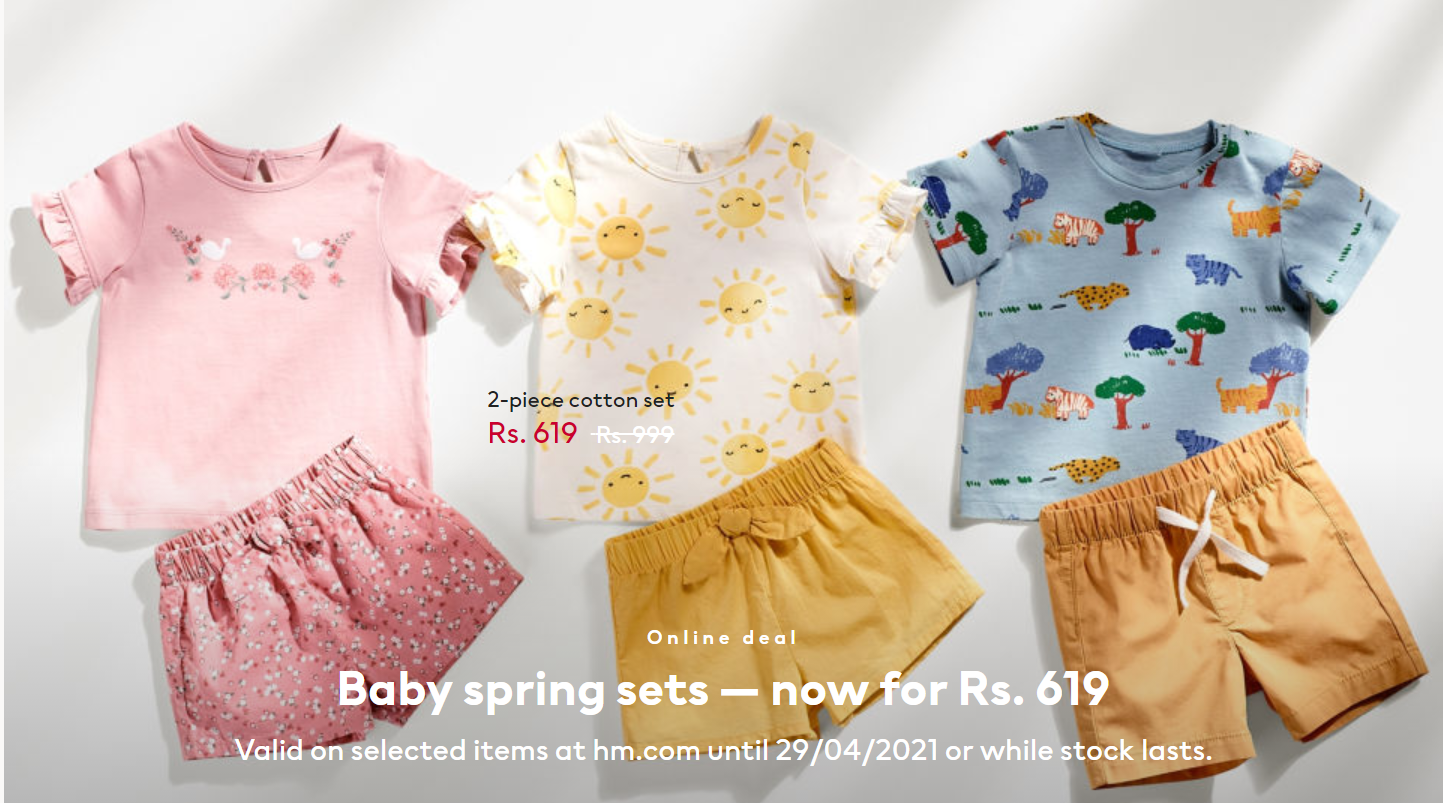 2-piece cotton set
Rs. 619 Rs. 999
Online deal
Baby spring sets — now for Rs. 619
Valid on selected items at hm.com until 29/04/2021 or while stock lasts.